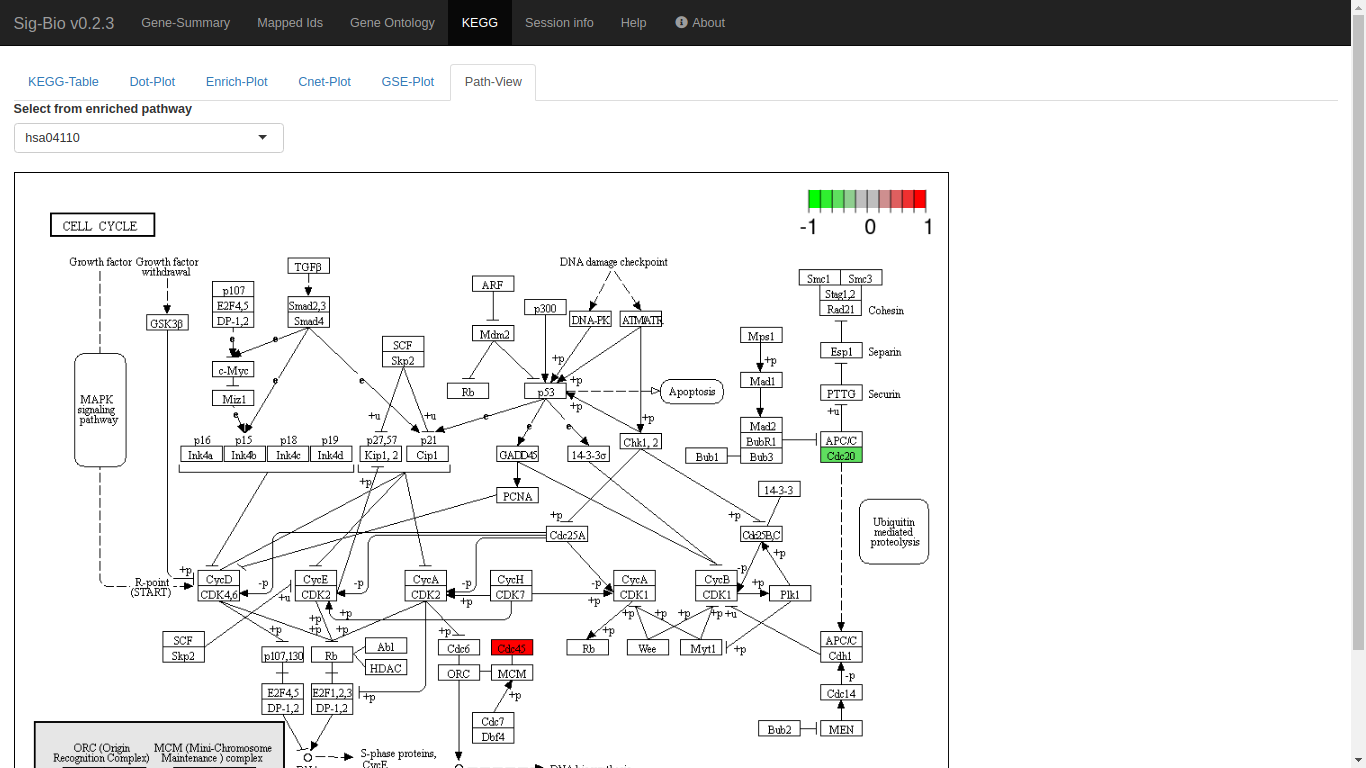 Sig-Bio v0.2.3 Gene-Summary Mapped Ids Gene Ontology KEGG Session info Help About
KEGG-Table Dot-Plot Enrich-Plot Cnet-Plot GSE-Plot Path-View
Select from enriched pathway
hsa04110
-1 0 1
CELL CYCLE
Growth factor
Growth factor
withdrawal
TGFβ
DNA damage checkpoint
Smc1 Smc3
Stag1,2
Rad21 Cohesin
ARF
p107
E2F4,5
DP-1,2
Smad2,3
Smad4
p300
GSK3β
DNA-PK
ATM/ATR
Mdm2
Mps1
+p
SCF
Skp2
Esp1 Separin
e
e
c-Myc
+p
+p
Mad1
Miz1
e
e
Rb
p53
+p
Apoptosis
PTTG Securin
+u
MAPK
signaling
pathway
e
+u
+u
e
e
e
+p
Mad2
BubR1
Bub3
Bub1
APC/C
Cdc20
p16 p15 p18 p19
Ink4a Ink4b Ink4c Ink4d
p27,57
Kip1, 2
p21
Cip1
GADD45
14-3-3σ
Chk1, 2
+p
PCNA
14-3-3
+p
+p
Cdc25A
Cdc25B,C
+p
Ubiquitin
mediated
proteolysis
R-point
(START)
+p
CycD
CDK4,6
-p
CycE
CDK2
-p
CycA
CDK2
-p
+p
CycH
CDK7
-p
+p
CycA
CDK1
CycB
CDK1
-p
+p
Plk1
+u
+p
+p
+p
+p
+p
+p
+p
+p
+u
SCF
Skp2
p107,130
Rb
Abl
HDAC
Cdc6
Cdc45
ORC
MCM
+p
Rb
Wee
Myt1
+p
APC/C
Cdh1
-p
Cdc14
E2F4,5
DP-1,2
E2F1,2,3
DP-1,2
+p
Cdc7
Dbf4
Bub2
MEN
ORC (Origin
Recognition Complex)
MCM (Mini-Chromosome
Maintenance ) complex
S-phase proteins,
CycE